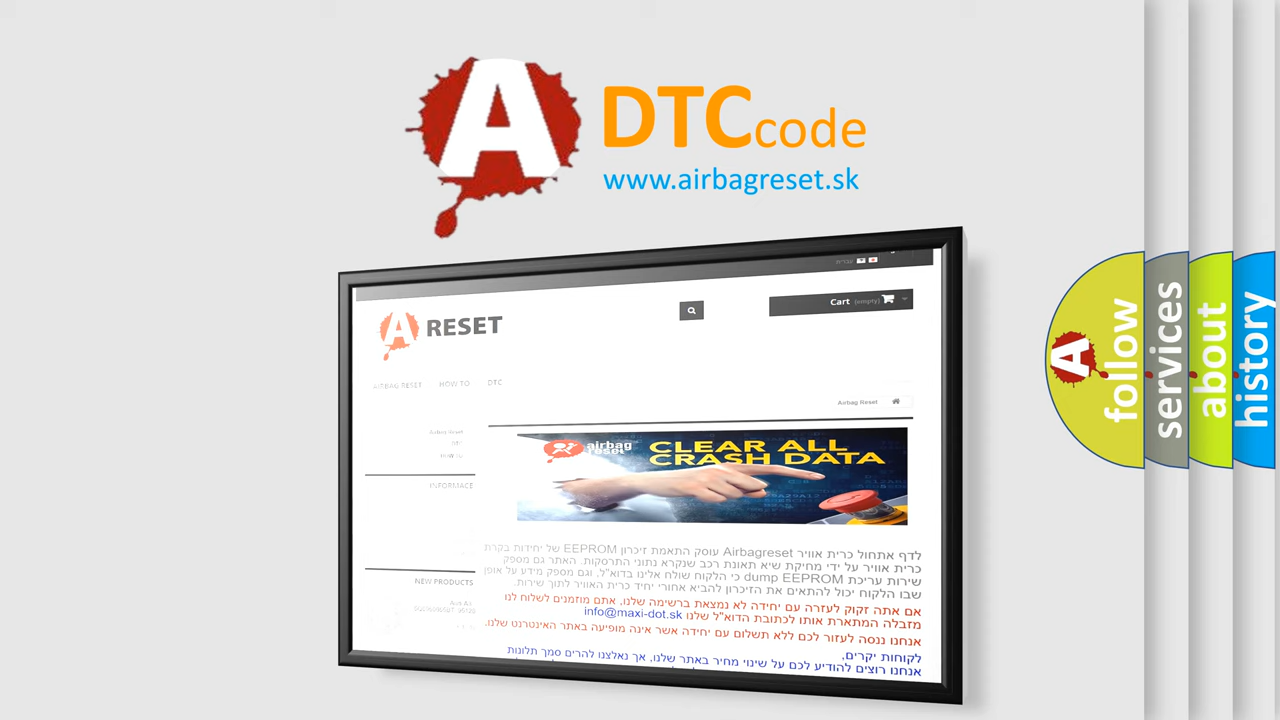 A
DTCcode
www.airbagreset.sk
עברית
Cart (empty)
A RESET
AIRBAG RESET HOW TO DTC
Airbag Reset
Airbag Reset
DTC
HOW TO
INFORMACE
airbag
reset
CLEAR ALL
CRASH DATA
לדף אתחול כרית אוויר Airbagreset עוסק התאמת זיכרון EEPROM של יחידות בקרת
כרית אוויר על ידי מחיקת שיא תאונת רכב שנקרא נתוני התרסקות. האתר גם מספק
שירות עריכת dump EEPROM כי הלקוח שולח אלינו בדוא"ל, וגם מספק מידע על אופן
שבו הלקוח יכול להתאים את הזיכרון להביא אחורי יחיד כרית האוויר לתוך שירות.
NEW PRODUCTS
אם אתה זקוק לעזרה עם יחידה לא נמצאת ברשימה שלנו, אתם מוזמנים לשלוח לנו
מזבלה המתארת אותו לכתובת הדוא"ל שלנו info@maxi-dot.sk
אנחנו ננסה לעזור לכם ללא תשלום עם יחידה אשר אינה מופיעה באתר האינטרנט שלנו.
לקוחות יקרים,
אנחנו רוצים להודיע לכם על שינוי מחיר באתר שלנו, אך נאלצנו להרים סמך תלונות
A follow
services
about
history